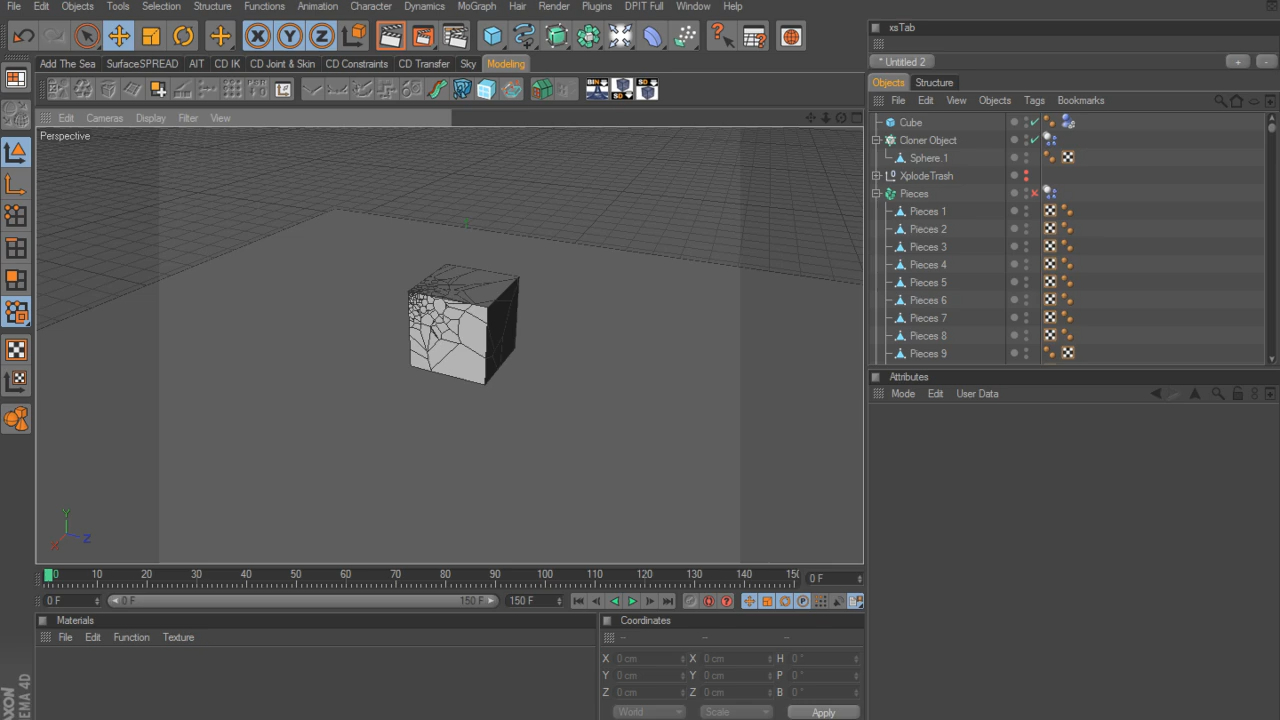 File Edit Objects Tools Selection Structure Functions Animation Character Dynamics MoGraph Hair Render Plugins DPIT Full Window Help
xsTab
X Y Z
* Untitled 2 + -
Add The Sea SurfaceSPREAD AIT CD IK CD Joint & Skin CD Constraints CD Transfer Sky Modeling
Objects Structure
PSR BIN SD SD
File Edit View Objects Tags Bookmarks
Edit Cameras Display Filter View
Perspective
Cube
Cloner Object
Sphere.1
XplodeTrash
Pieces
Pieces 1
Pieces 2
Pieces 3
Pieces 4
Pieces 5
Pieces 6
Pieces 7
Pieces 8
Pieces 9
Attributes
Mode Edit User Data
Y
X Z
0 10 20 30 40 50 60 70 80 90 100 110 120 130 140 150 0 F
0 F 0 F 150 F 150 F P
Materials
Coordinates
File Edit Function Texture
-- -- --
X 0 cm X 0 cm H 0 °
Y 0 cm Y 0 cm P 0 °
Z 0 cm Z 0 cm B 0 °
World Scale Apply
AXON
EMA 4D